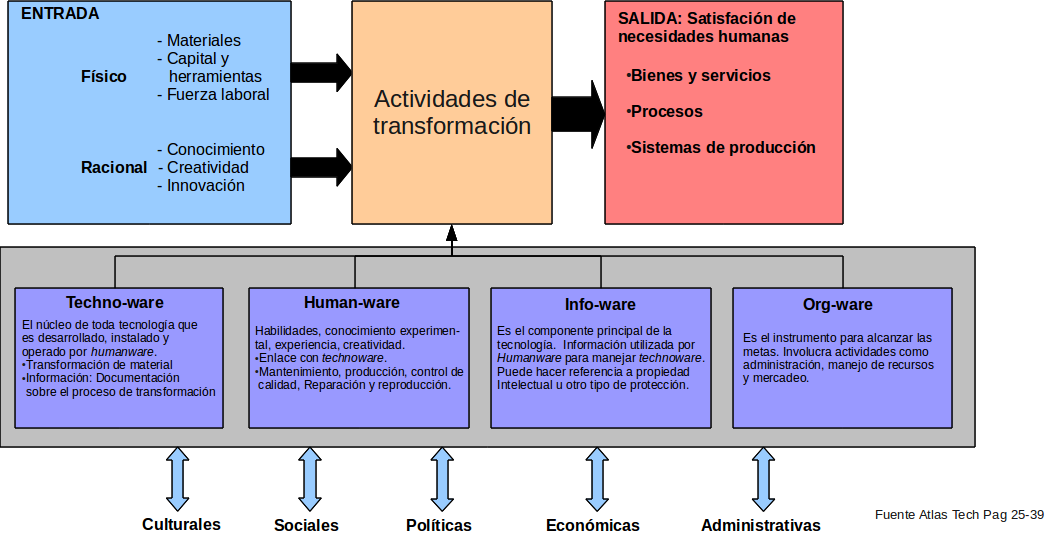 ENTRADA
Físico
- Materiales
- Capital y
herramientas
- Fuerza laboral
Racional
- Conocimiento
- Creatividad
- Innovación
Actividades de
transformación
SALIDA: Satisfación de
necesidades humanas
•Bienes y servicios
•Procesos
•Sistemas de producción
Techno-ware
El núcleo de toda tecnología que
es desarrollado, instalado y
operado por humanware.
•Transformación de material
•Información: Documentación
sobre el proceso de transformación
Human-ware
Habilidades, conocimiento experimen-
tal, experiencia, creatividad.
•Enlace con technoware.
•Mantenimiento, producción, control de
calidad, Reparación y reproducción.
Info-ware
Es el componente principal de la
tecnología. Información utilizada por
Humanware para manejar technoware.
Puede hacer referencia a propiedad
Intelectual u otro tipo de protección.
Org-ware
Es el instrumento para alcanzar las
metas. Involucra actividades como
administración, manejo de recursos
y mercadeo.
Culturales
Sociales
Políticas
Económicas
Administrativas
Fuente Atlas Tech Pag 25-39